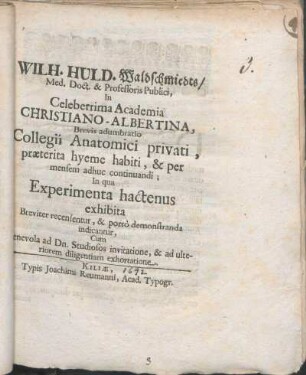 3.
WILH. HULD. Waldschmiedts/
Med. Doct. & Professoris Publici,
In
Celeberrima Academia
CHRISTIANO-ALBERTINA,
Brevis adumbratio
Collegii Anatomici privati,
præterita hyeme habiti, & per
mensem adhuc continuandi;
In qua
Experimenta hactenus
exhibita
Breviter recensentur, & porrò demonstranda
indicantur,
Cum
enevola ad Dn. Studiosos invitatione, & ad ulte-
riorem diligentiam exhortatione.
KILIÆ, 1692
Typis Joachimi Reumanni, Acad. Typogr.